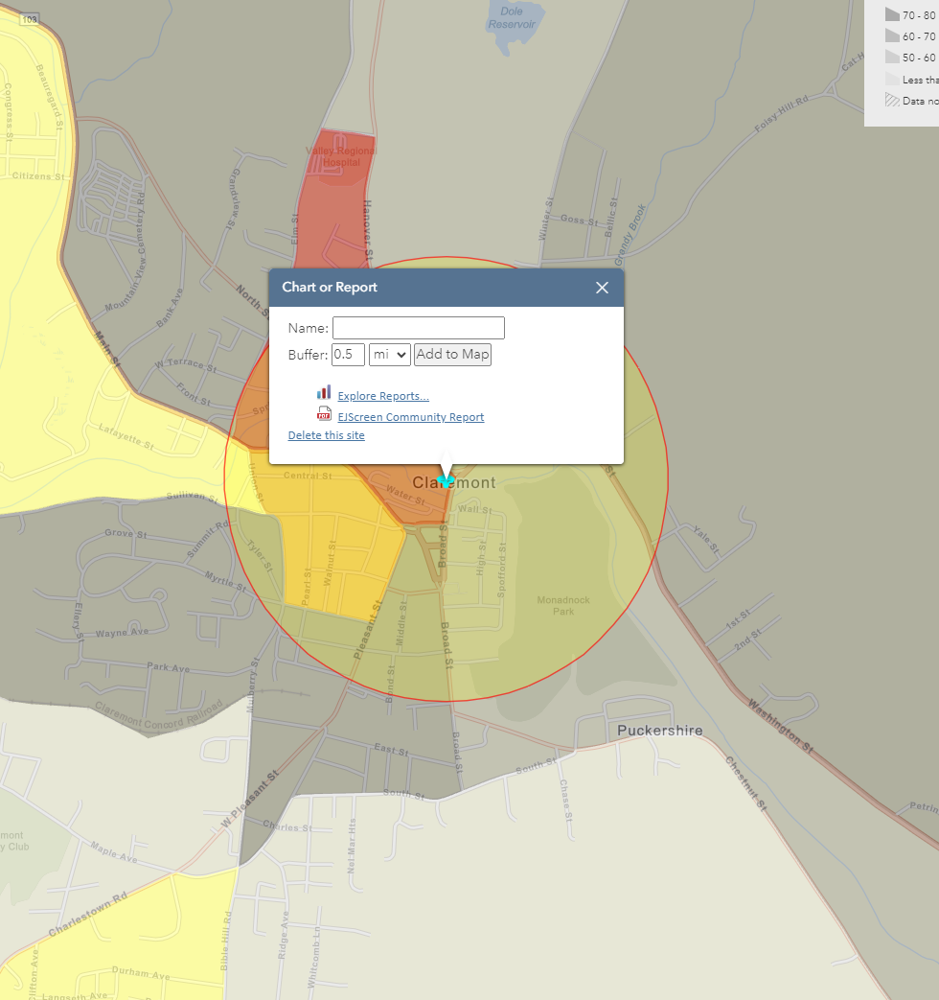 103
Dole
Reservoir
70 - 80
60 - 70
50 - 60
Less tha
Data no
Cat H
Foisy Hill Rd
Beauregard St
Congress St
Citizens St
Valley Regional
Hospital
Grandview St
Mountain View Cemetery Rd
Elm St
Hanover St
Winter St
Goss St
Bellic St
Grandy Brook
Bank Ave
North S
Main St
Chart or Report
Name:
Buffer: 0.5 mi Add to Map
Explore Reports...
EJScreen Community Report
Delete this site
W Terrace St
Front St
Spr
Lafayette St
Union St
Central St
Sullivan St
Water St
Claremont
St
Wall St
Broad St
High St
Spofford St
Grove St
Summit Rd
Tyler St
Myrtle St
Pearl St
Walnut St
Yale St
Monadnock
Park
Ellery St
Wayne Ave
Park Ave
Pleasant St
Middle St
Broad St
Bond St
1st St
2nd St
Mulberry St
Claremont Concord Railroad
Puckershire
Washington St
East St
Broad St
South St
South St
Chase St
Chestnut St
Petrin
W Pleasant St
Charles St
Net Mar Hts
mont
y Club
Maple Ave
Charlestown Rd
Bible Hill Rd
Ridge Ave
Whitcomb Ln
Clifton Ave
Durham Ave
Langseth Ave